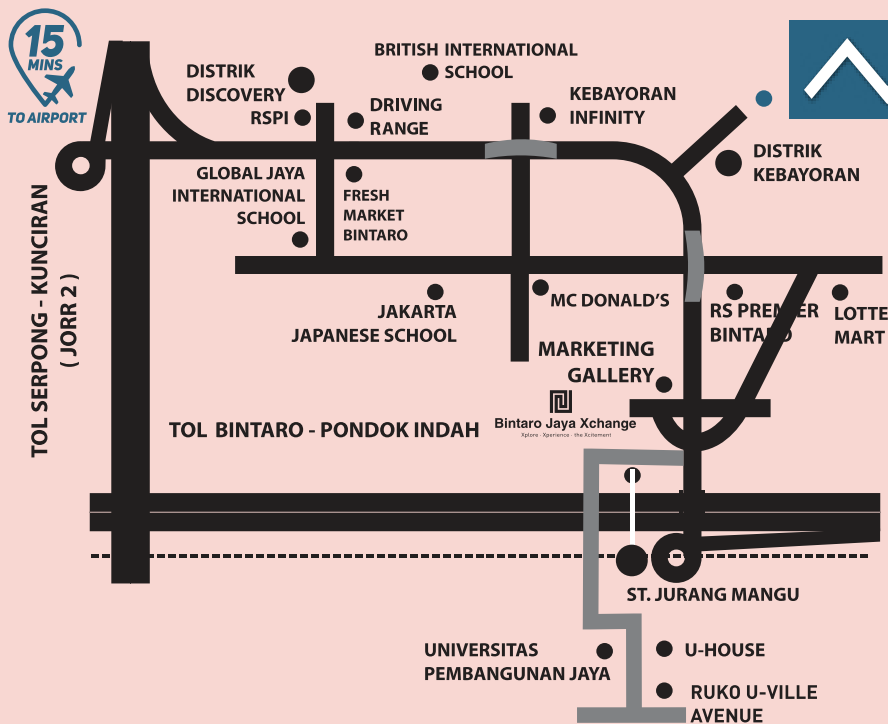 15
MINS
TO AIRPORT
DISTRIK
DISCOVERY
RSPI
BRITISH INTERNATIONAL
SCHOOL
DRIVING
RANGE
KEBAYORAN
INFINITY
DISTRIK
KEBAYORAN
GLOBAL JAYA
INTERNATIONAL
SCHOOL
FRESH
MARKET
BINTARO
TOL SERPONG - KUNCIRAN
( JORR 2 )
JAKARTA
JAPANESE SCHOOL
MC DONALD'S
RS PREMIER
BINTARO
LOTTE
MART
MARKETING
GALLERY
TOL BINTARO - PONDOK INDAH
Bintaro Jaya Xchange
Xplore · Xperience · the Xcitement
ST. JURANG MANGU
UNIVERSITAS
PEMBANGUNAN JAYA
U-HOUSE
RUKO U-VILLE
AVENUE